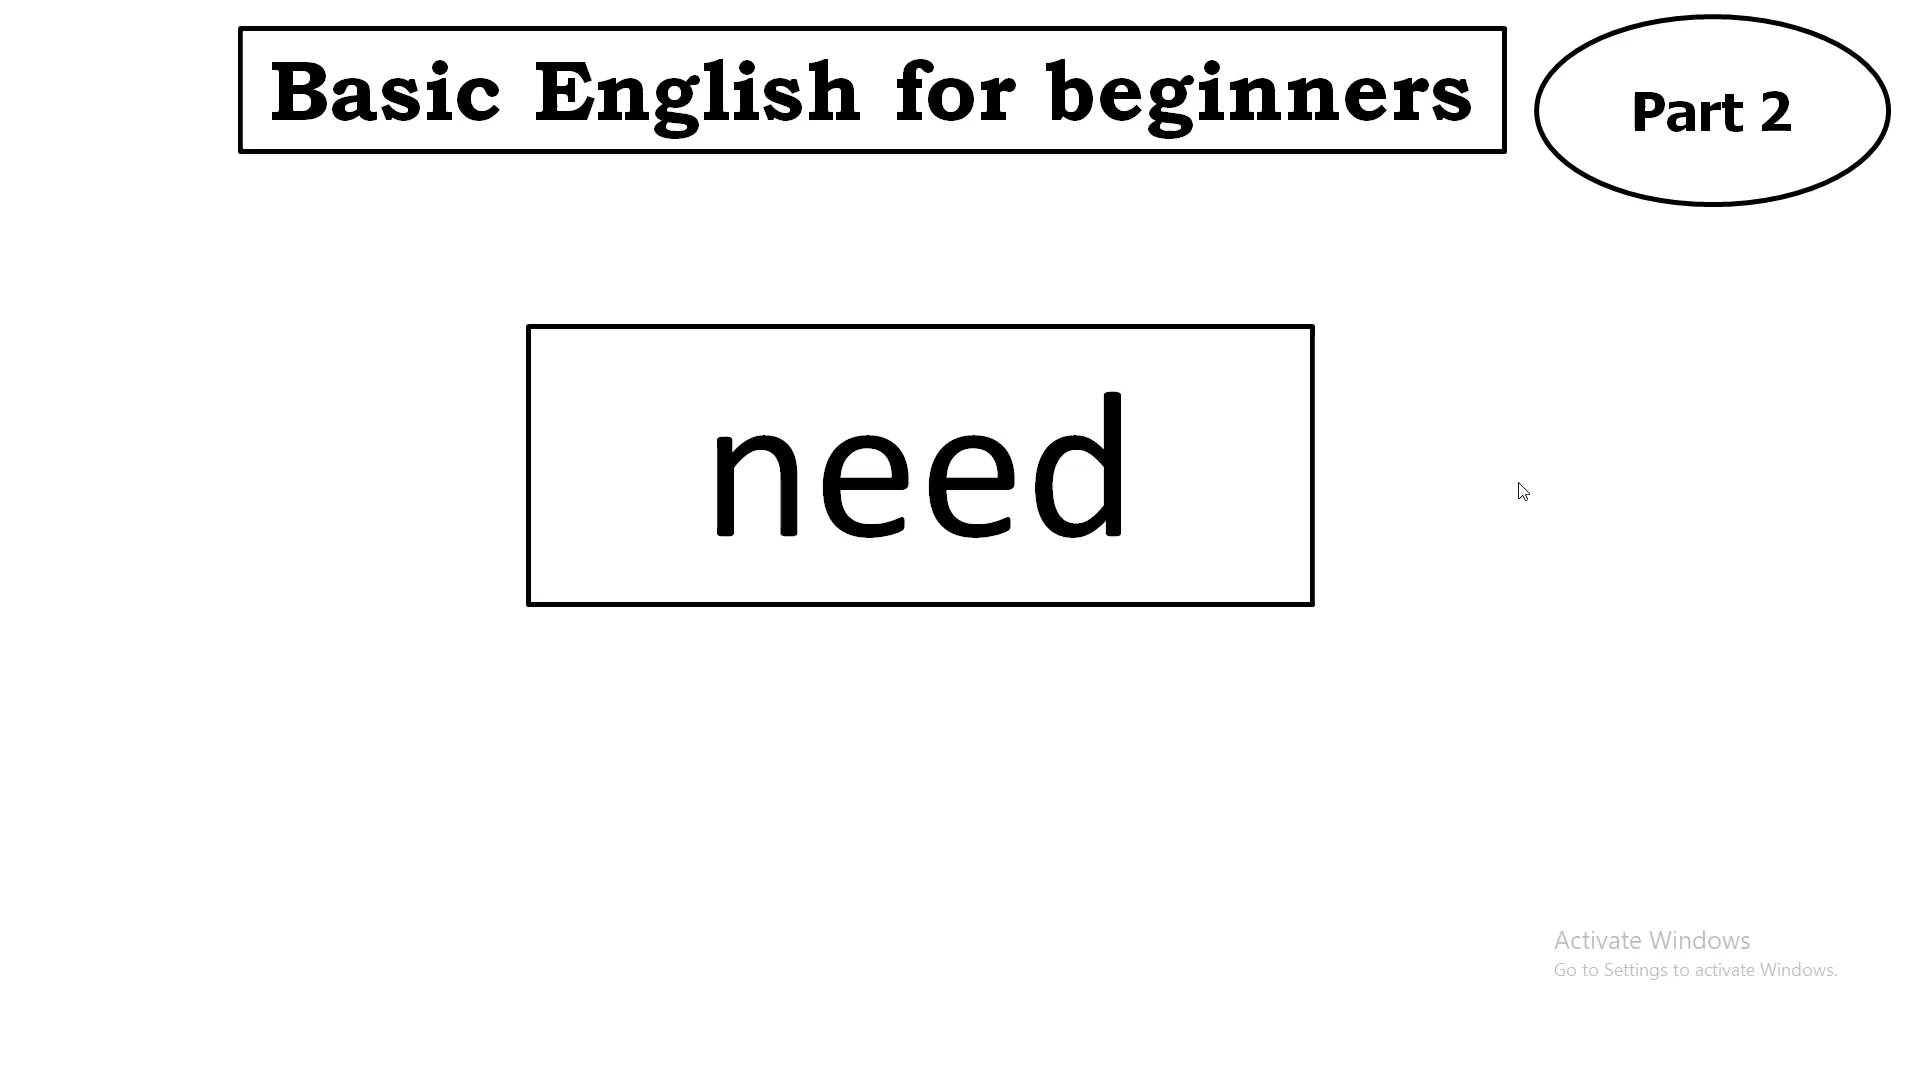 Basic English for beginners
Part 2
need
Activate Windows
Go to Settings to activate Windows.